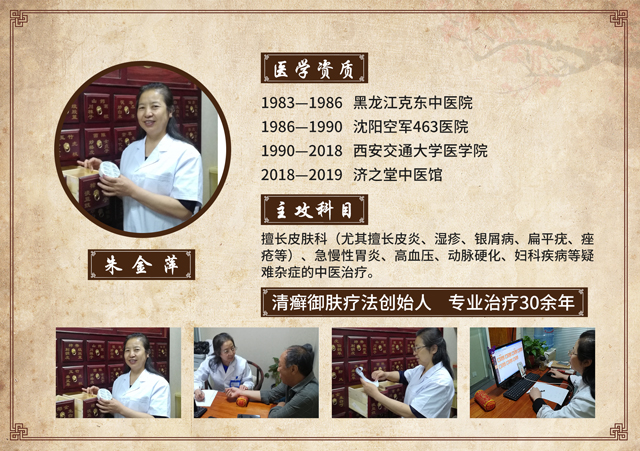 医学资质
1983—1986 黑龙江克东中医院
1986—1990 沈阳空军463医院
1990—2018 西安交通大学医学院
2018—2019 济之堂中医馆
主攻科目
擅长皮肤科（尤其擅长皮炎、湿疹、银屑病、扁平疣、痤
疮等）、急慢性胃炎、高血压、动脉硬化、妇科疾病等疑
难杂症的中医治疗。
朱金萍
清癣御肤疗法创始人 专业治疗30余年